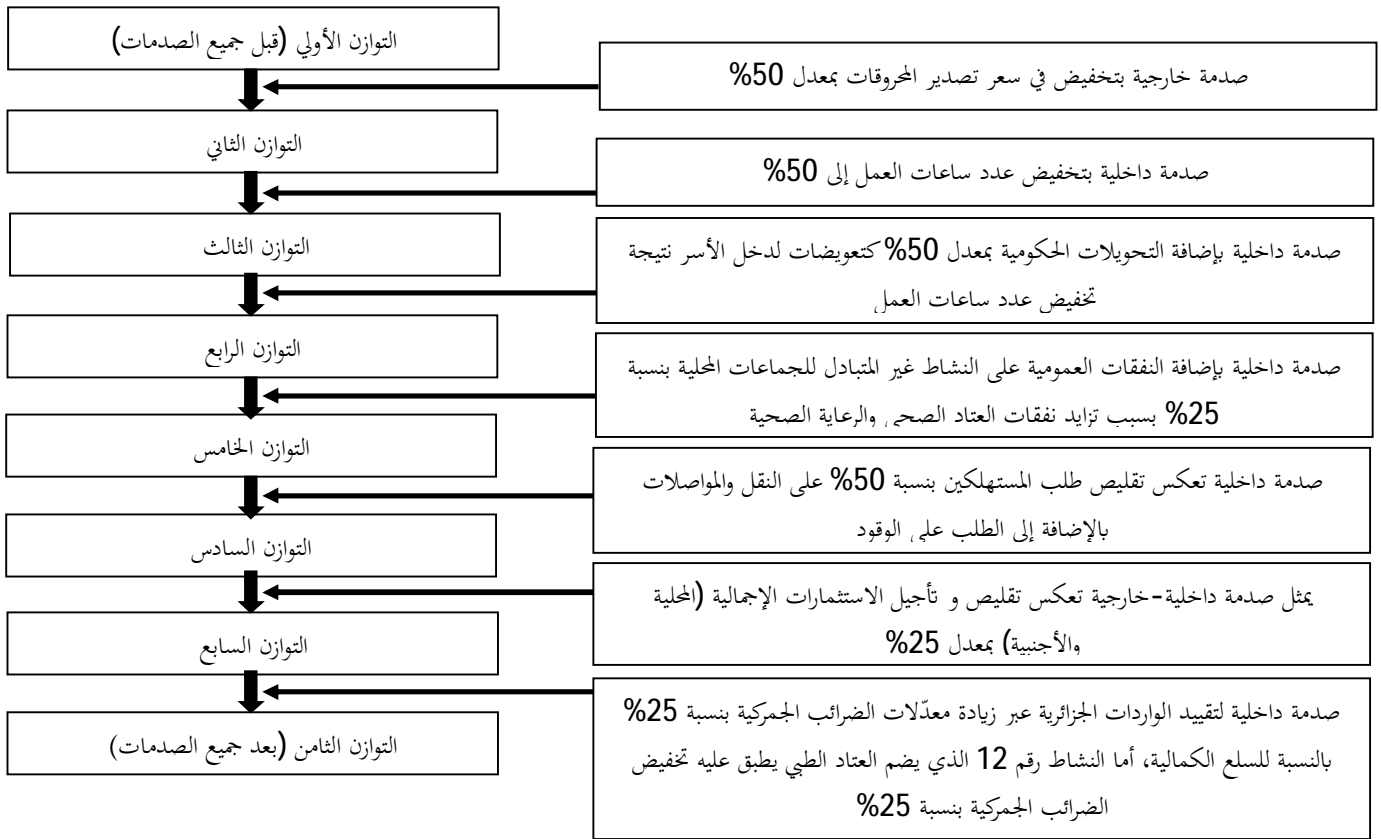 التوازن الأولي (قبل جميع الصدمات)
صدمة خارجية بتخفيض في سعر تصدير المحروقات بمعدل 50%
التوازن الثاني
صدمة داخلية بتخفيض عدد ساعات العمل إلى 50%
التوازن الثالث
صدمة داخلية بإضافة التحويلات الحكومية بمعدل 50% كتعويضات لدخل الأسر نتيجة
تخفيض عدد ساعات العمل
التوازن الرابع
صدمة داخلية بإضافة النفقات العمومية على النشاط غير المتبادل للجماعات المحلية بنسبة
25% بسبب تزايد نفقات العتاد الصحي والرعاية الصحية
التوازن الخامس
صدمة داخلية تعكس تقليص طلب المستهلكين بنسبة 50% على النقل والمواصلات
بالإضافة إلى الطلب على الوقود
التوازن السادس
يمثل صدمة داخلية-خارجية تعكس تقليص و تأجيل الاستثمارات الإجمالية (المحلية
والأجنبية) بمعدل 25%
التوازن السابع
صدمة داخلية لتقييد الواردات الجزائرية عبر زيادة معدّلات الضرائب الجمركية بنسبة 25%
بالنسبة للسلع الكمالية، أما النشاط رقم 12 الذي يضم العتاد الطبي يطبق عليه تخفيض
الضرائب الجمركية بنسبة 25%
التوازن الثامن (بعد جميع الصدمات)